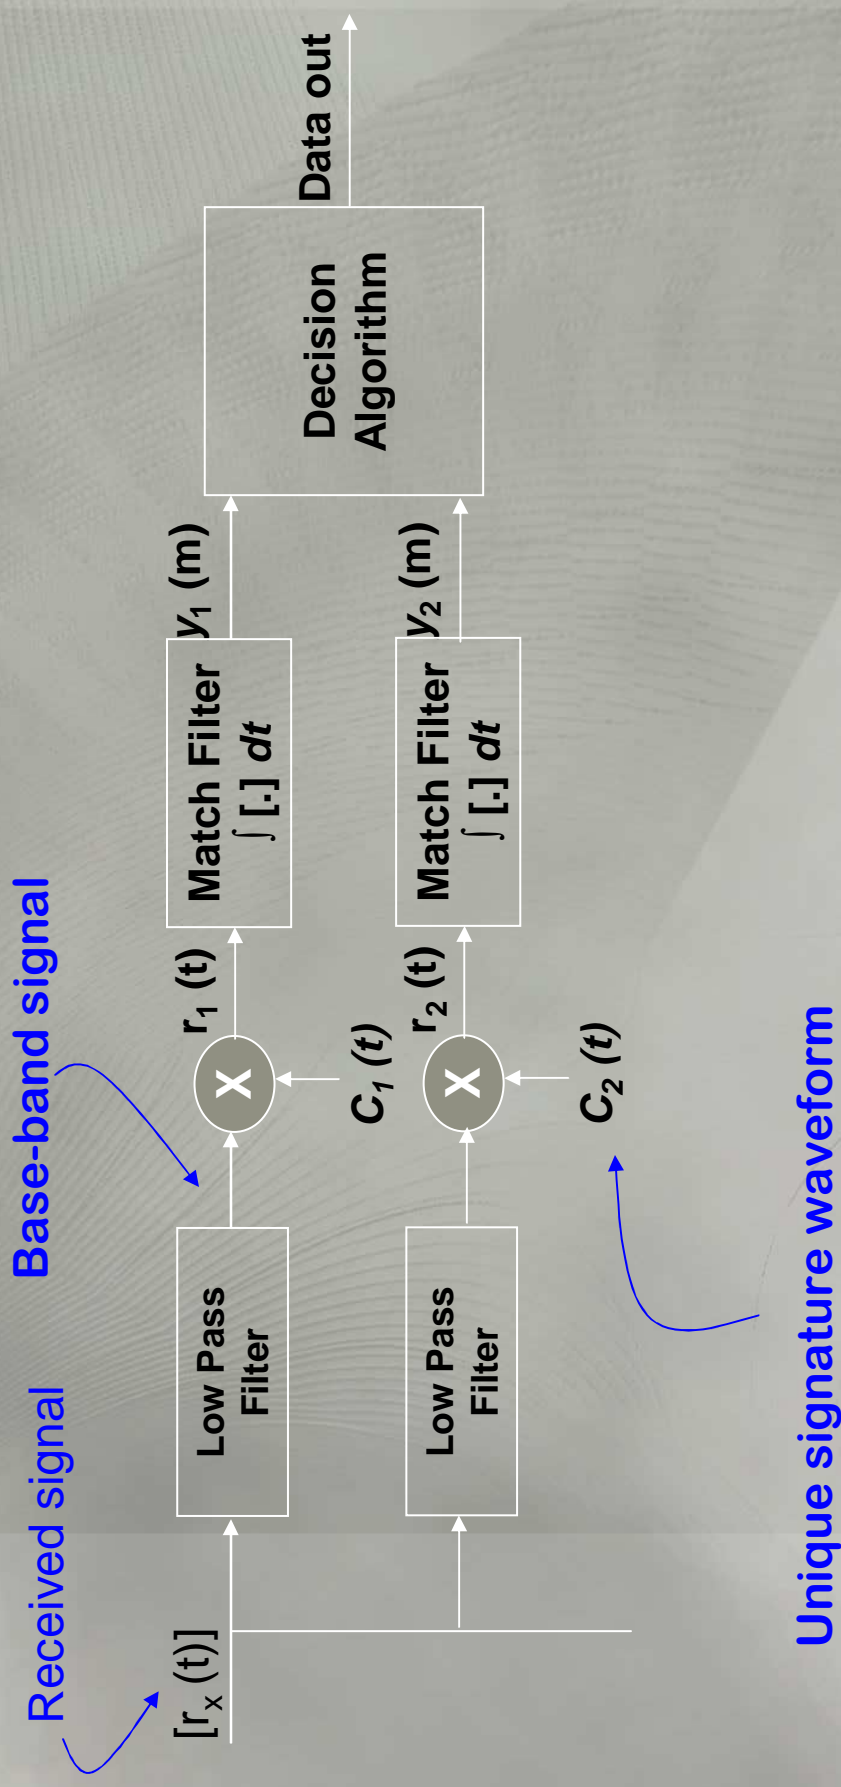 Received signal
Base-band signal
[rₓ (t)]
Low Pass
Filter
X
r₁ (t)
C₁ (t)
Match Filter
∫ [.] dt
y₁ (m)
Low Pass
Filter
X
r₂ (t)
C₂ (t)
Match Filter
∫ [.] dt
y₂ (m)
Decision
Algorithm
Data out
Unique signature waveform